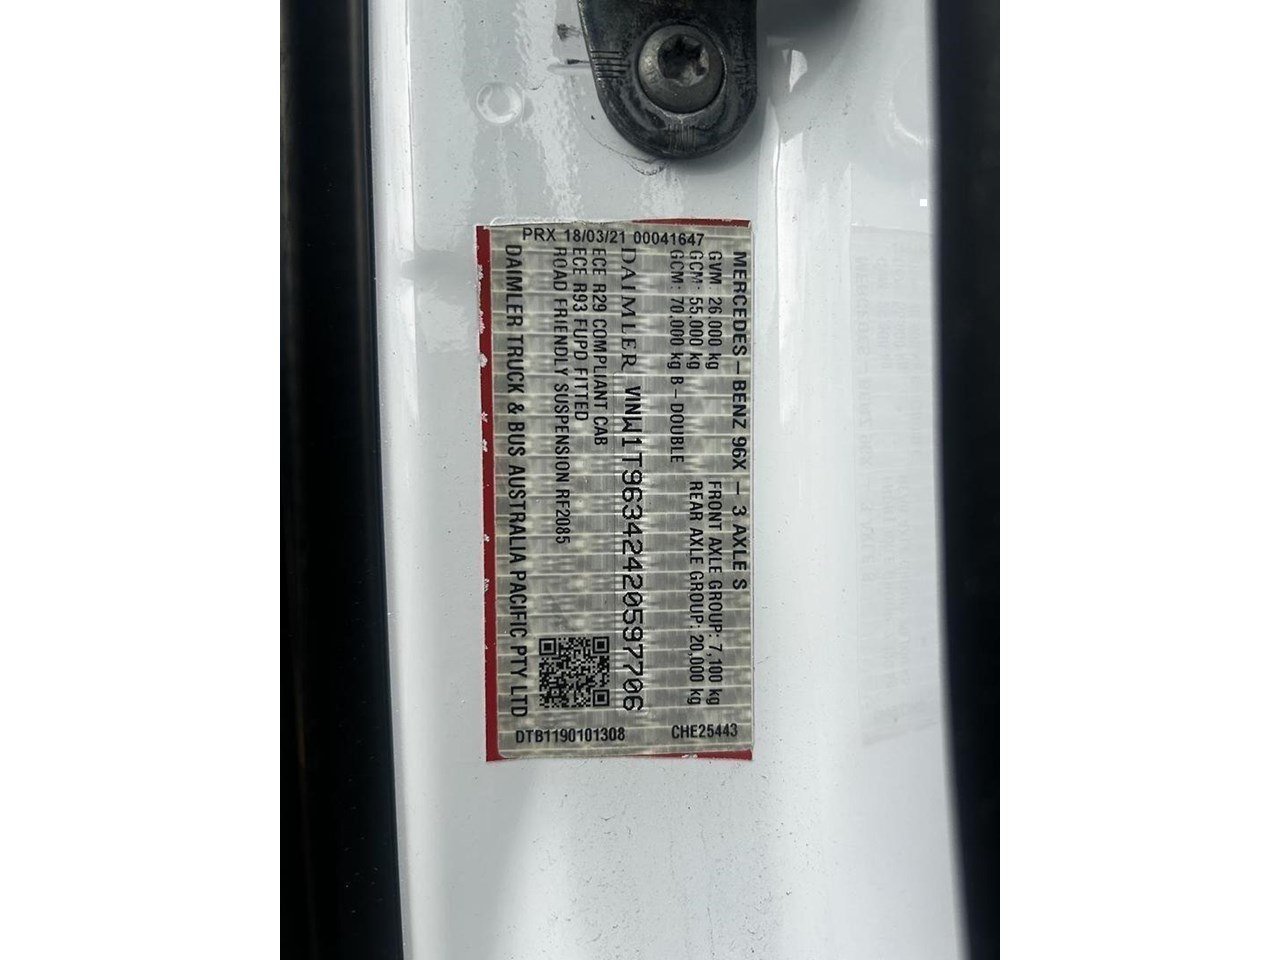 PRX 18/03/21 00041647
MERCEDES – BENZ 96X – 3 AXLE S
GVM 26,000 kg FRONT AXLE GROUP: 7,100 kg
GCM: 55,000 kg REAR AXLE GROUP: 20,000 kg
GCM: 70,000 kg B – DOUBLE
DAIMLER VINW1T96342420597706
ECE R29 COMPLIANT CAB
ECE R93 FUPD FITTED
ROAD FRIENDLY SUSPENSION RF2085
DAIMLER TRUCK & BUS AUSTRALIA PACIFIC PTY LTD
DTB1190101308 CHE25443